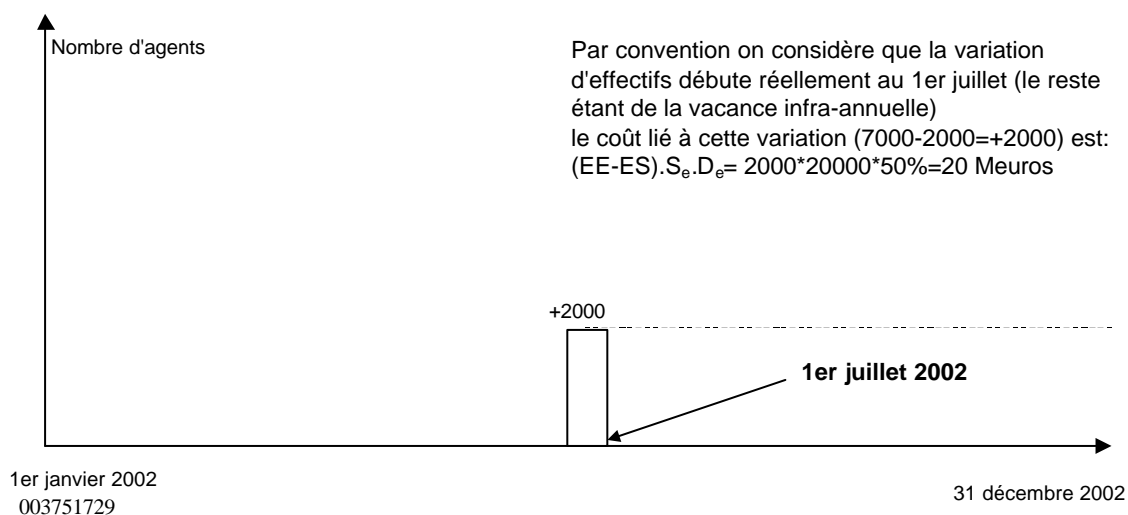 Nombre d'agents
Par convention on considère que la variation
d'effectifs débute réellement au 1er juillet (le reste
étant de la vacance infra-annuelle)
le coût lié à cette variation (7000-2000=+2000) est:
(EE-ES).Se.De= 2000*20000*50%=20 Meuros
+2000
1er juillet 2002
1er janvier 2002
003751729
31 décembre 2002